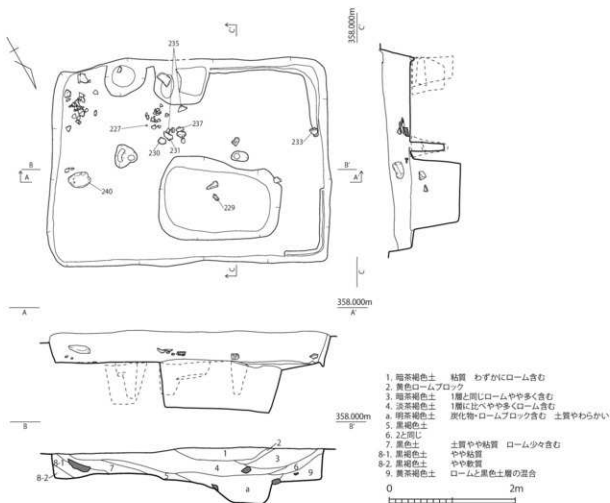 C
C
358.000m
235
227
237
230
231
233
B
B'
A
A'
240
229
C
C
A
358.000m
A'
B
358.000m
B'
1
2
8-1
3
7
4
6
9
8-2
5
a
1. 暗茶褐色土 粘質 わずかにローム含む
2. 黄色ロームブロック
3. 暗茶褐色土 1層と同じロームやや多く含む
4. 淡茶褐色土 1層に比べやや多くローム含む
a. 明茶褐色土 炭化物・ロームブロック含む 土質やわらかい
5. 黒褐色土
6. 2と同じ
7. 黒色土 土質やや粘質 ローム少々含む
8-1. 黒褐色土 やや粘質
8-2. 黒褐色土 やや軟質
9. 黄茶褐色土 ロームと黒色土層の混合
0 2m